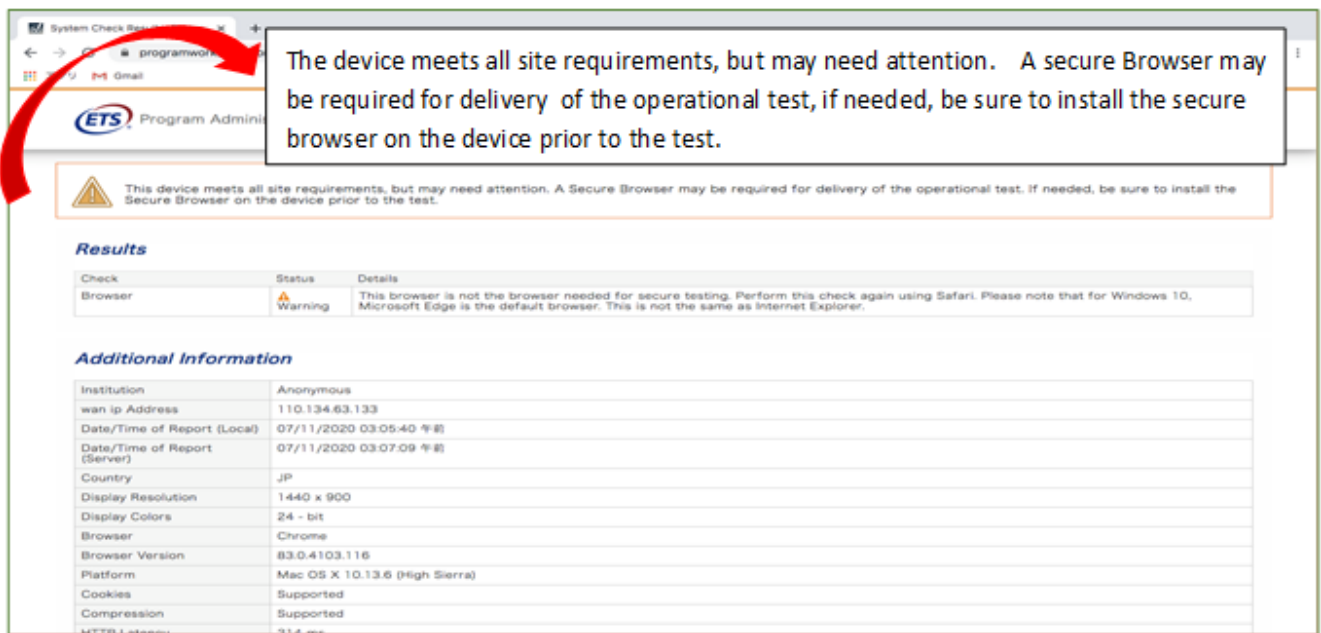 System Check Res
programwor
Gmail
The device meets all site requirements, but may need attention. A secure Browser may
be required for delivery of the operational test, if needed, be sure to install the secure
browser on the device prior to the test.
ETS Program Admini
This device meets all site requirements, but may need attention. A Secure Browser may be required for delivery of the operational test. If needed, be sure to install the
Secure Browser on the device prior to the test.
Results
Check Status Details
Browser Warning This browser is not the browser needed for secure testing. Perform this check again using Safari. Please note that for Windows 10,
Microsoft Edge is the default browser. This is not the same as Internet Explorer.
Additional Information
Institution Anonymous
wan ip Address 110.134.63.133
Date/Time of Report (Local) 07/11/2020 03:05:40 午前
Date/Time of Report (Server) 07/11/2020 03:07:09 午前
Country JP
Display Resolution 1440 x 900
Display Colors 24 - bit
Browser Chrome
Browser Version 83.0.4103.116
Platform Mac OS X 10.13.6 (High Sierra)
Cookies Supported
Compression Supported
HTTP Latency 314 ms